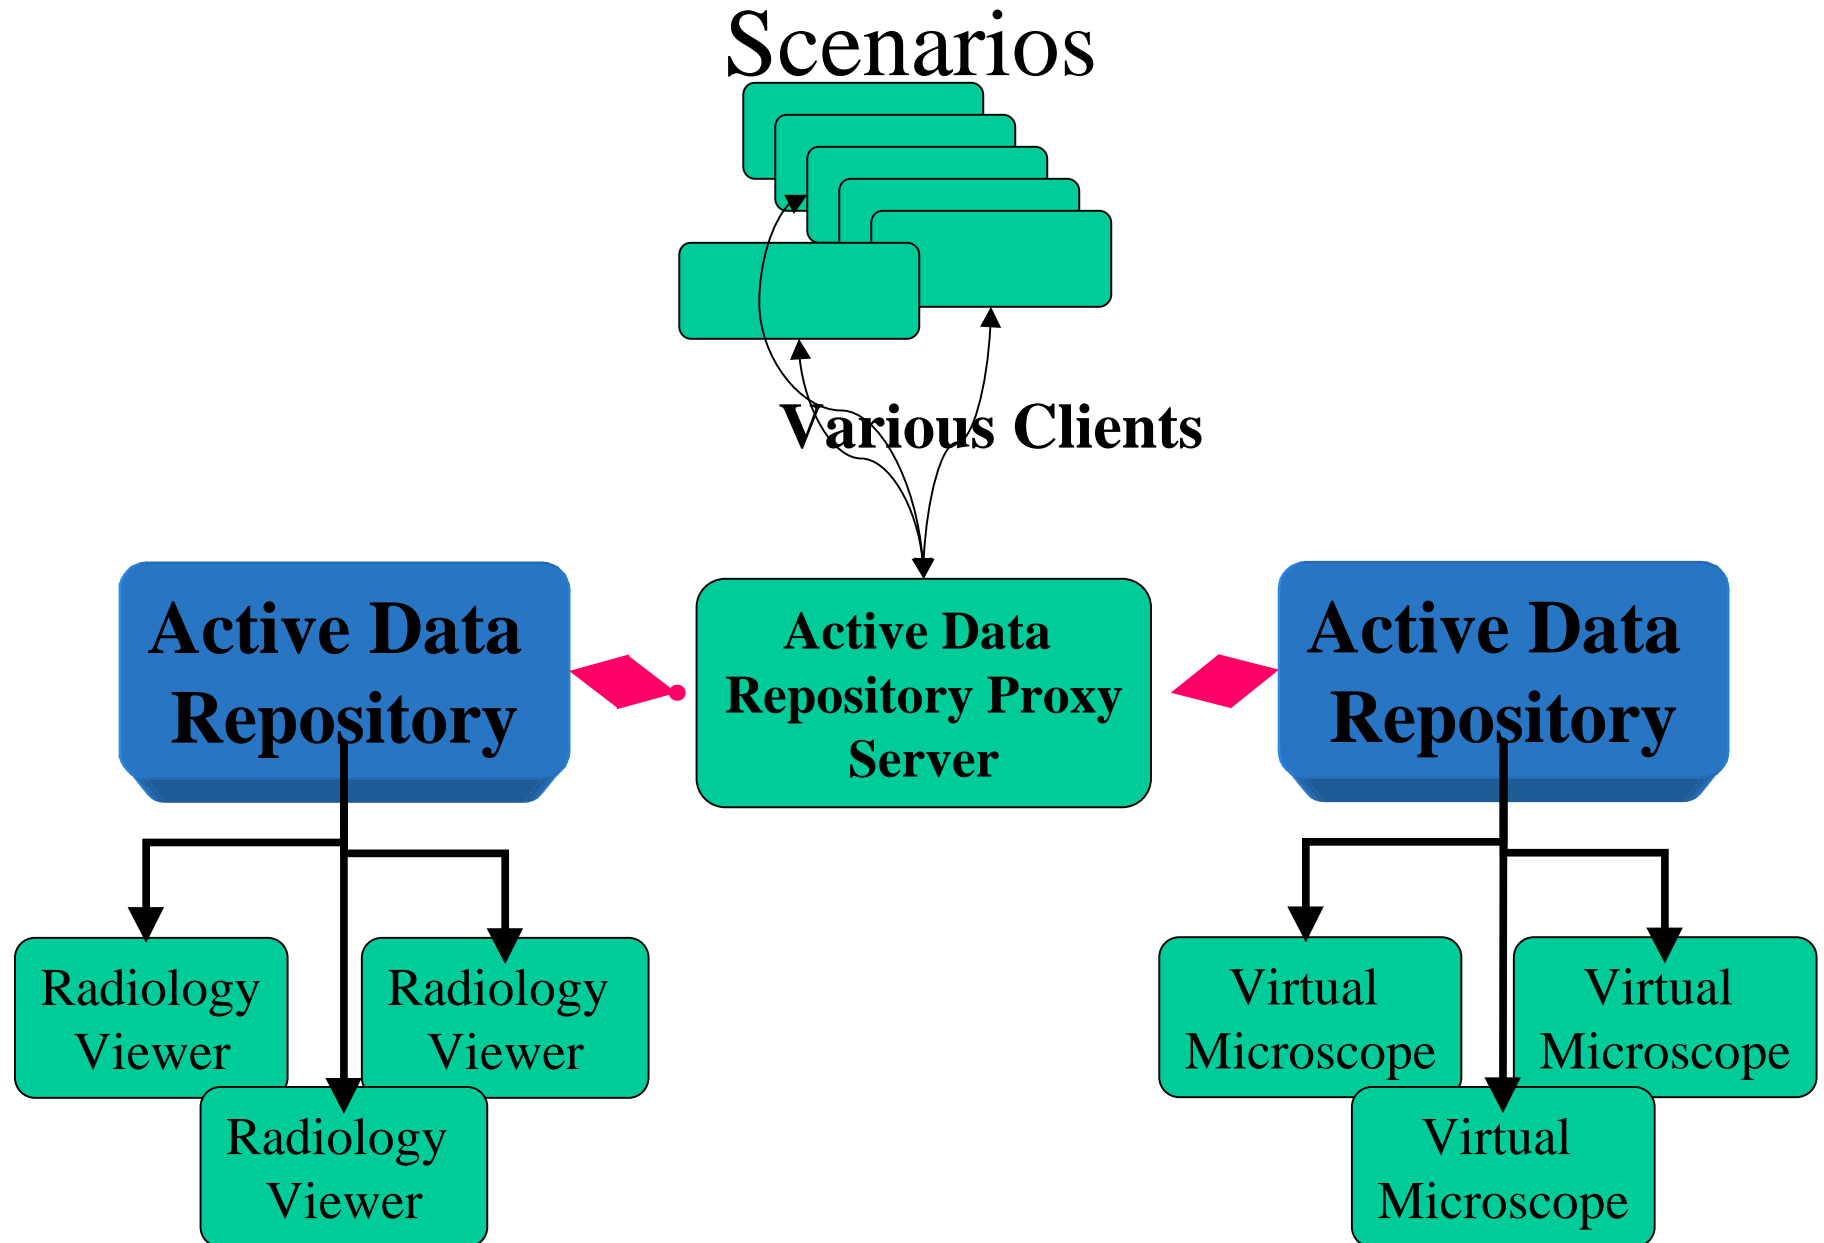 Scenarios
Various Clients
Active Data
Repository
Active Data
Repository Proxy
Server
Active Data
Repository
Radiology
Viewer
Radiology
Viewer
Radiology
Viewer
Virtual
Microscope
Virtual
Microscope
Virtual
Microscope